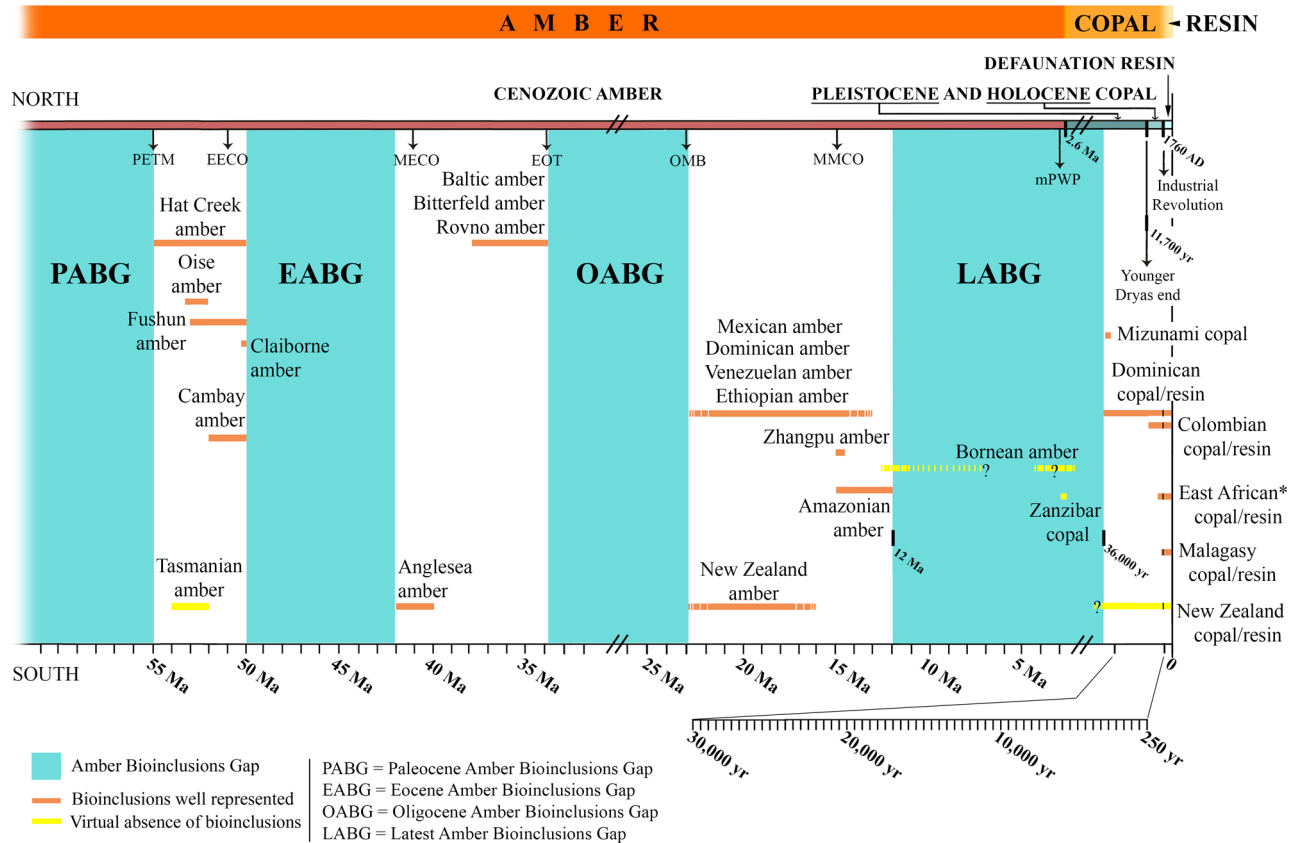 A M B E R
COPAL
RESIN
DEFAUNATION RESIN
NORTH
CENOZOIC AMBER
PLEISTOCENE AND HOLOCENE COPAL
PETM
EECO
MECO
EOT
OMB
MMCO
mPWP
2.6 Ma
1760 AD
Industrial
Revolution
11,700 yr
Younger
Dryas end
Baltic amber
Bitterfeld amber
Rovno amber
Hat Creek
amber
PABG
EABG
OABG
LABG
Oise
amber
Fushun
amber
Claiborne
amber
Cambay
amber
Mexican amber
Dominican amber
Venezuelan amber
Ethiopian amber
Mizunami copal
Dominican
copal/resin
Colombian
copal/resin
Zhangpu amber
Bornean amber
?
?
Amazonian
amber
Zanzibar
copal
East African*
copal/resin
12 Ma
36,000 yr
Malagasy
copal/resin
Tasmanian
amber
Anglesea
amber
New Zealand
amber
?
New Zealand
copal/resin
SOUTH
55 Ma
50 Ma
45 Ma
40 Ma
35 Ma
25 Ma
20 Ma
15 Ma
10 Ma
5 Ma
0
30,000 yr
20,000 yr
10,000 yr
250 yr
Amber Bioinclusions Gap
Bioinclusions well represented
Virtual absence of bioinclusions
PABG = Paleocene Amber Bioinclusions Gap
EABG = Eocene Amber Bioinclusions Gap
OABG = Oligocene Amber Bioinclusions Gap
LABG = Latest Amber Bioinclusions Gap